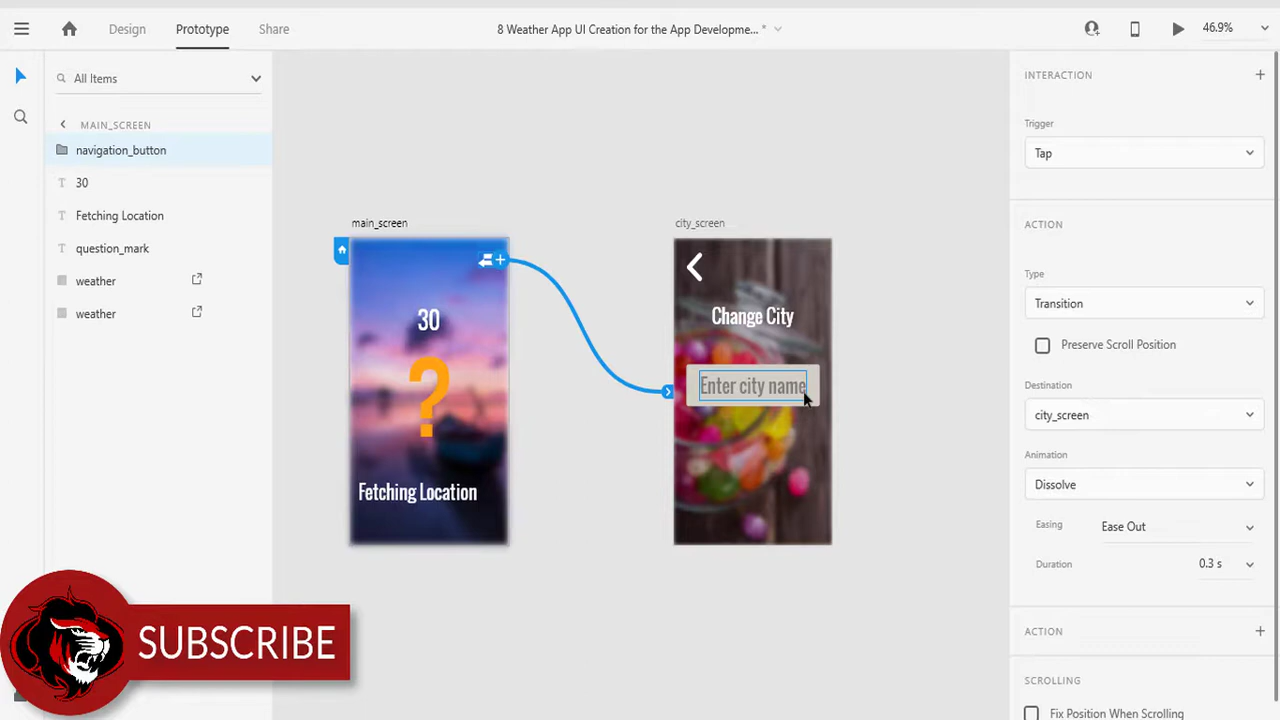 Design
Prototype
Share
8 Weather App UI Creation for the App Developme... *
46.9%
All Items
MAIN_SCREEN
navigation_button
30
Fetching Location
question_mark
weather
weather
main_screen
30
?
Fetching Location
city_screen
Change City
Enter city name
INTERACTION
Trigger
Tap
ACTION
Type
Transition
Preserve Scroll Position
Destination
city_screen
Animation
Dissolve
Easing
Ease Out
Duration
0.3 s
ACTION
SCROLLING
Fix Position When Scrolling
SUBSCRIBE